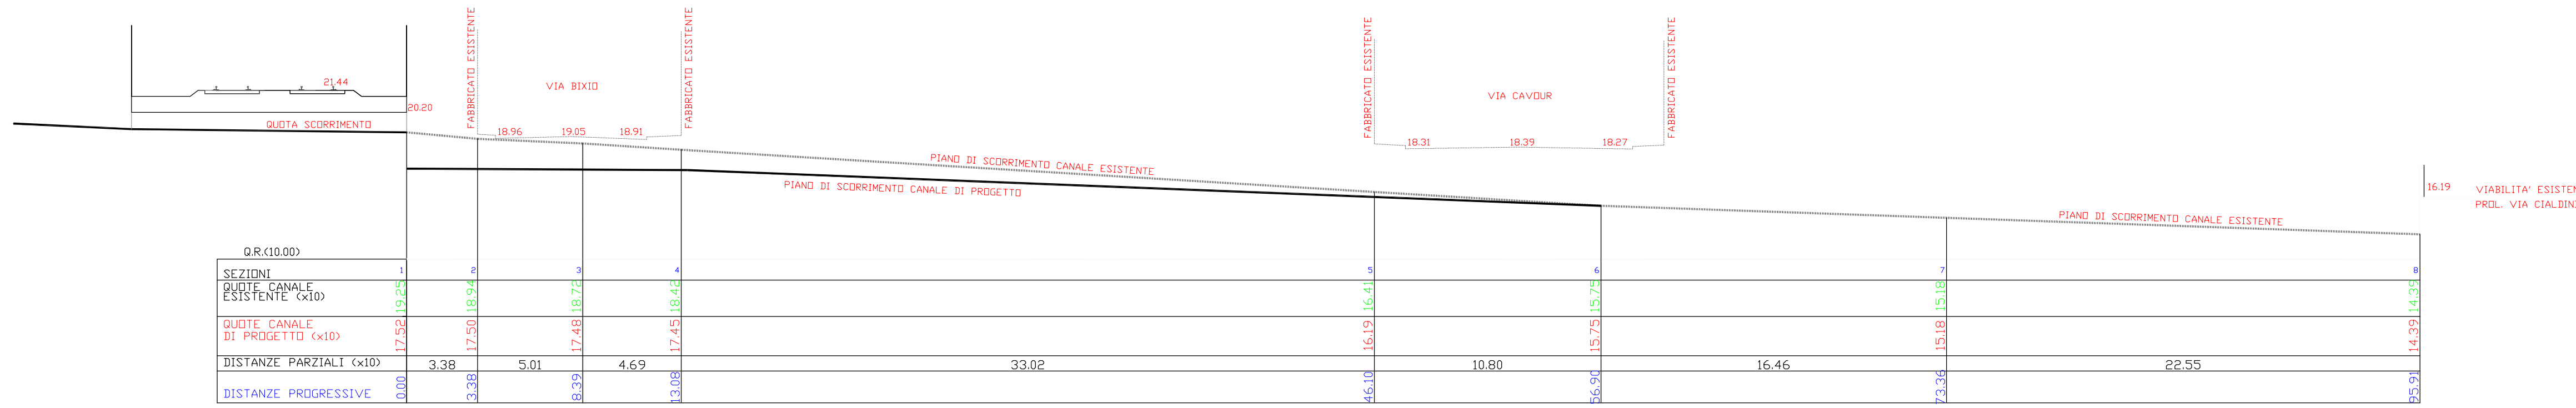 FABBRICATO ESISTENTE
FABBRICATO ESISTENTE
FABBRICATO ESISTENTE
FABBRICATO ESISTENTE
21.44
VIA BIXIO
VIA CAVOUR
20.20
QUOTA SCORRIMENTO
18.96 19.05 18.91
18.31 18.39 18.27
PIANO DI SCORRIMENTO CANALE ESISTENTE
PIANO DI SCORRIMENTO CANALE DI PROGETTO
16.19
VIABILITA' ESISTEN
PROL. VIA CIALDIN
PIANO DI SCORRIMENTO CANALE ESISTENTE
Q.R.(10.00)
SEZIONI 1 2 3 4 5 6 7 8
QUOTE CANALE
ESISTENTE (x10) 19.25 18.94 18.72 18.42 16.41 15.75 15.18 14.39
QUOTE CANALE
DI PROGETTO (x10) 17.52 17.50 17.48 17.45 16.19 15.75 15.18 14.39
DISTANZE PARZIALI (x10) 3.38 5.01 4.69 33.02 10.80 16.46 22.55
DISTANZE PROGRESSIVE 0.00 3.38 8.39 13.08 46.10 56.90 73.36 95.91